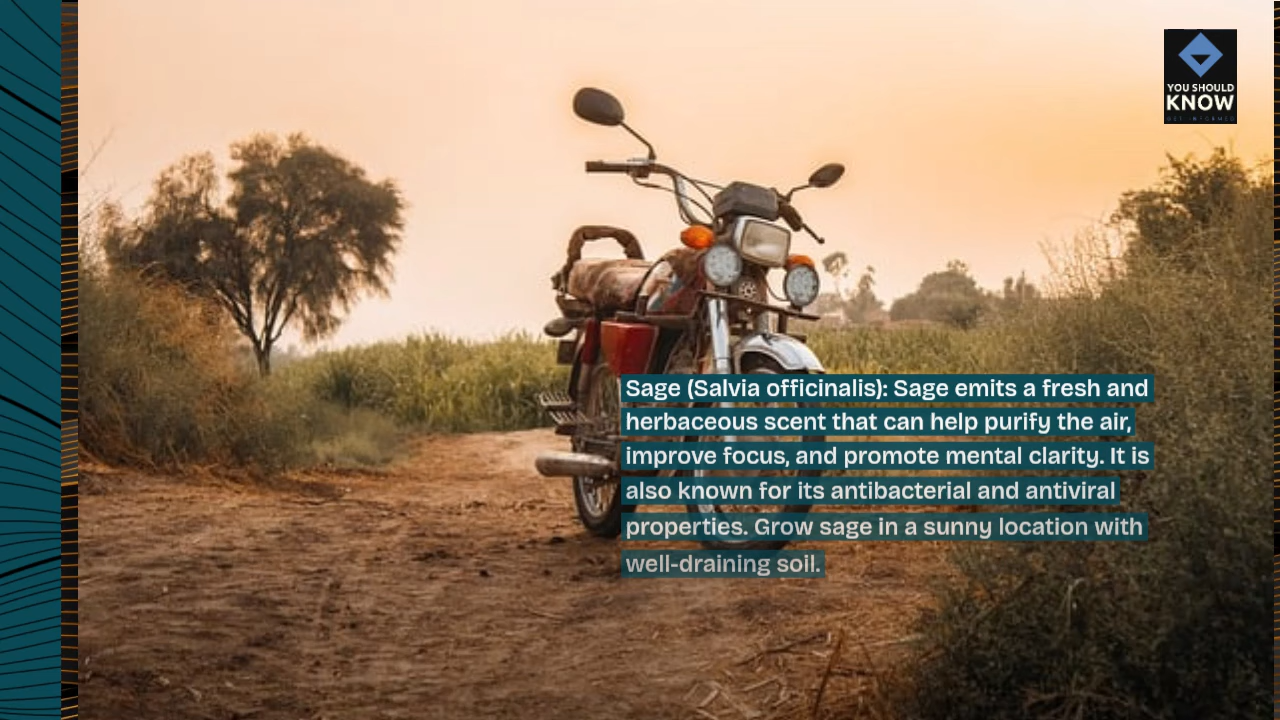 YOU SHOULD
KNOW
GET INFORMED
Sage (Salvia officinalis): Sage emits a fresh and
herbaceous scent that can help purify the air,
improve focus, and promote mental clarity. It is
also known for its antibacterial and antiviral
properties. Grow sage in a sunny location with
well-draining soil.